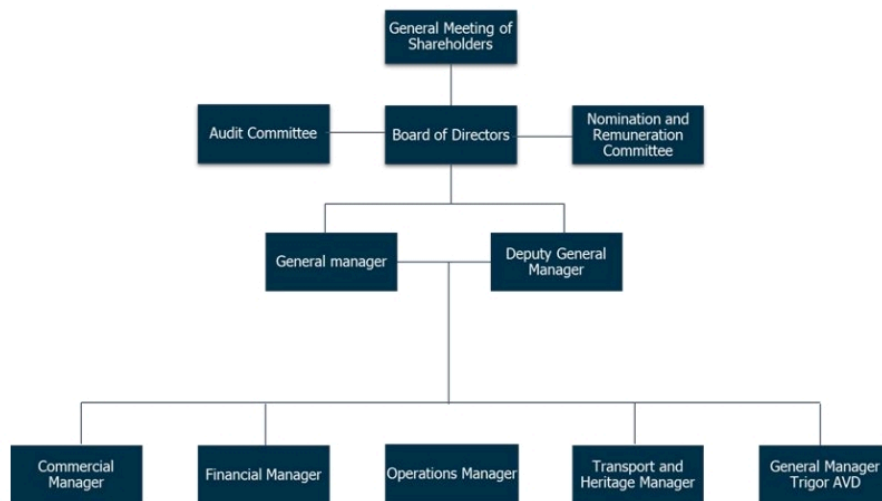 General Meeting of
Shareholders
Audit Committee
Board of Directors
Nomination and
Remuneration
Committee
General manager
Deputy General
Manager
Commercial
Manager
Financial Manager
Operations Manager
Transport and
Heritage Manager
General Manager
Trigor AVD